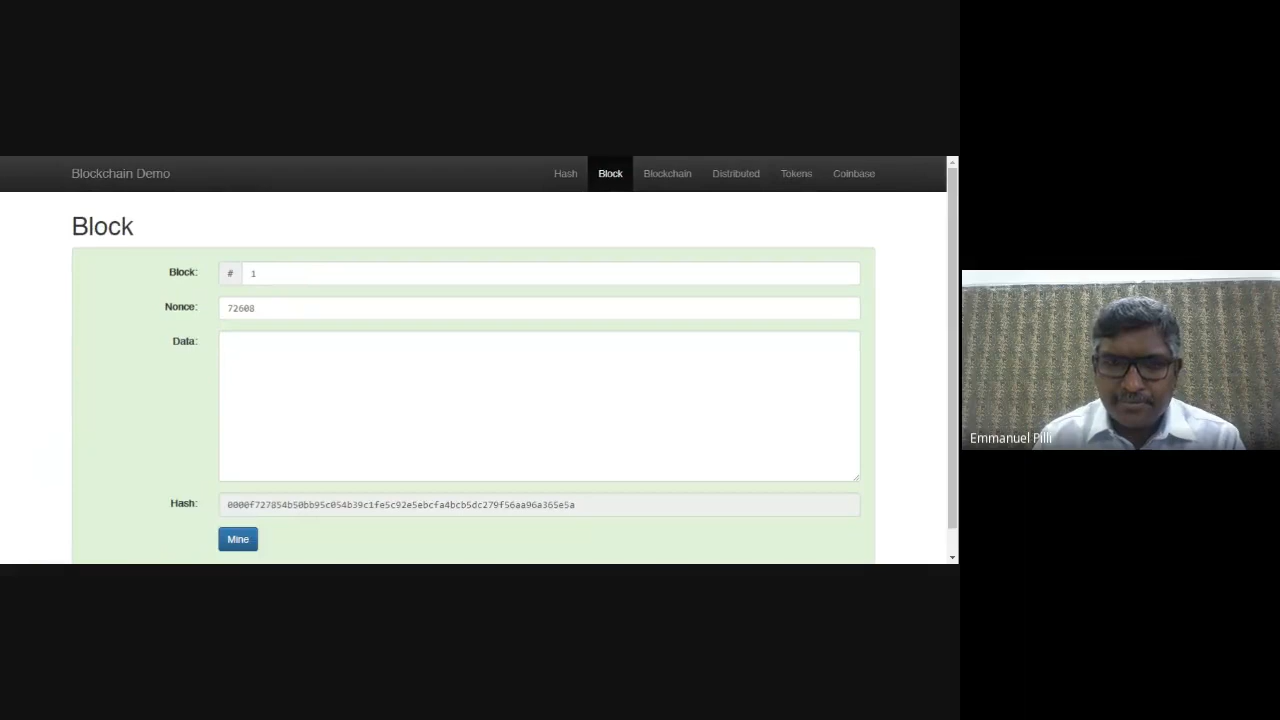 Blockchain Demo Hash Block Blockchain Distributed Tokens Coinbase
Block
Block: # 1
Nonce: 72608
Data:
Hash: 0000f727854b50bb95c054b39c1fe5c92e5ebcfa4bcb5dc279f56aa96a365e5a
Mine
Emmanuel Pilli